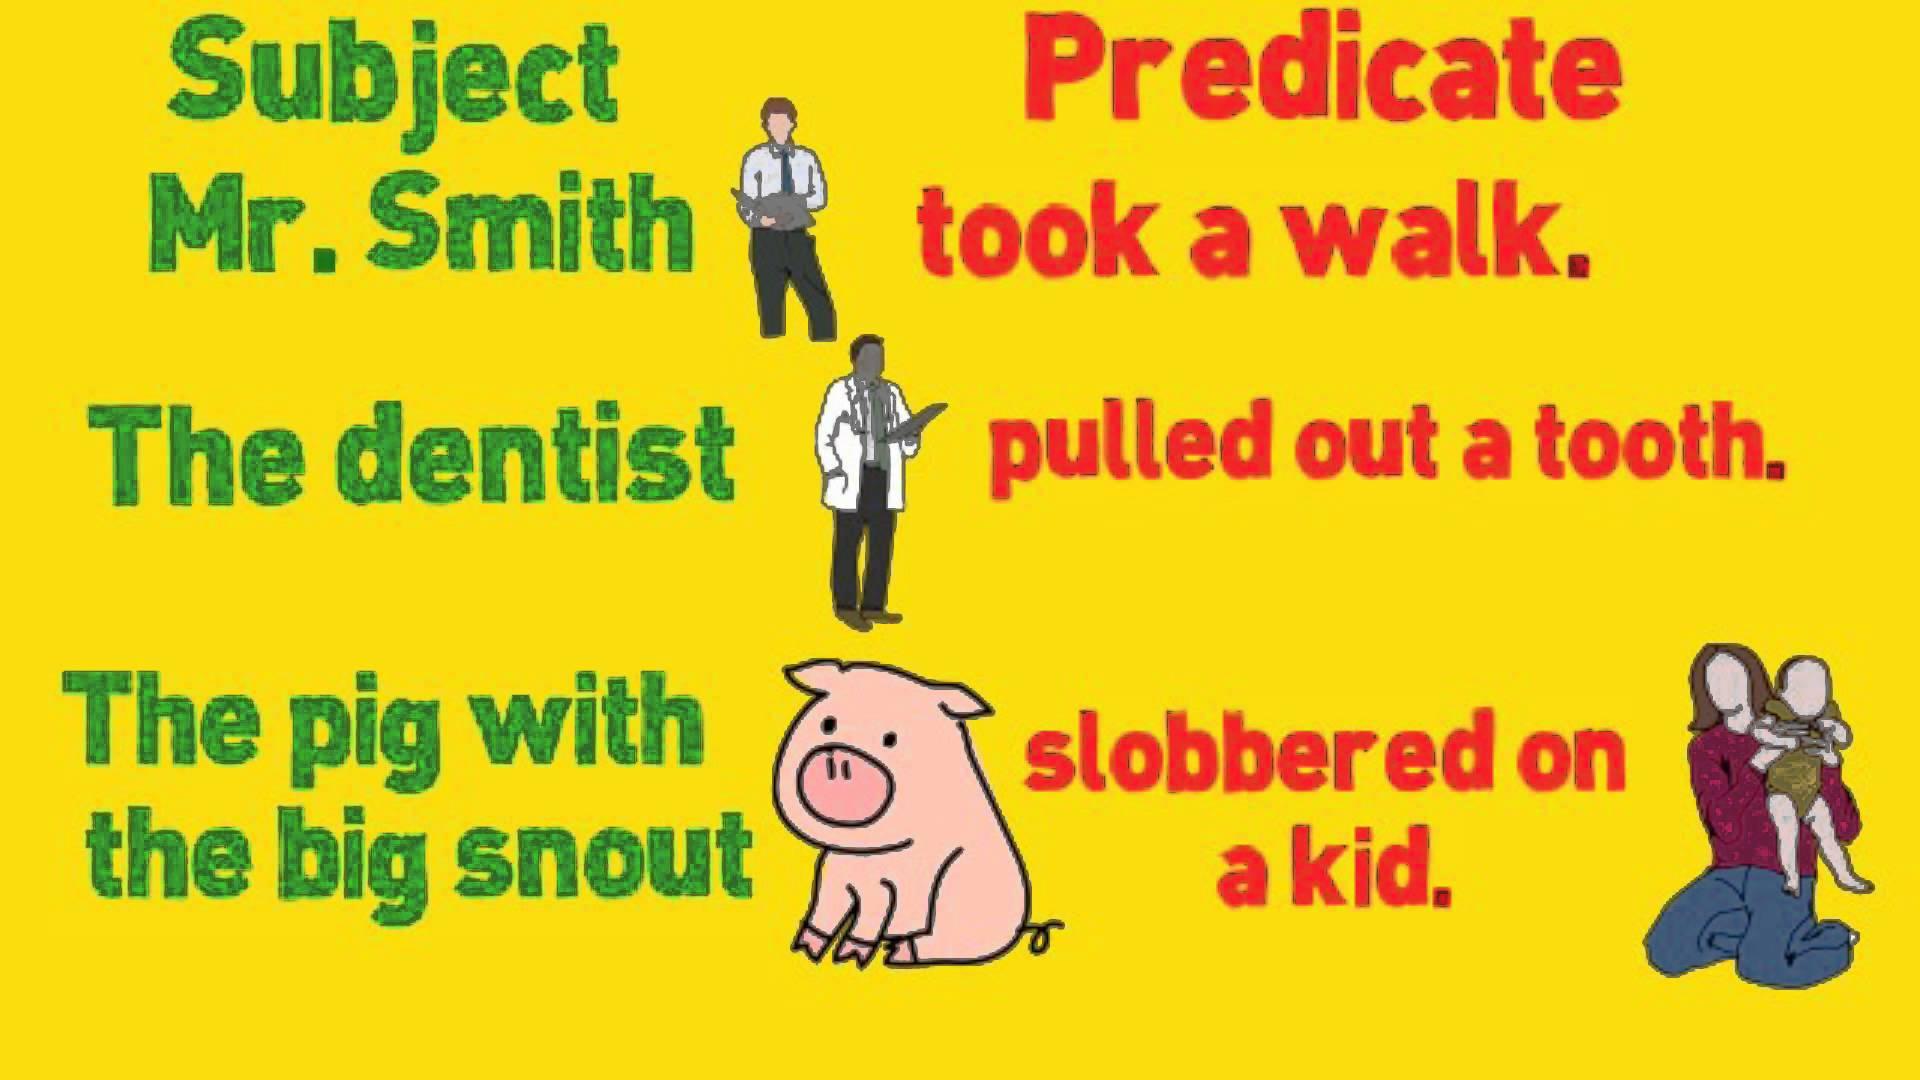 Subject Predicate
Mr. Smith took a walk.
The dentist pulled out a tooth.
The pig with
the big snout
slobbered on
a kid.